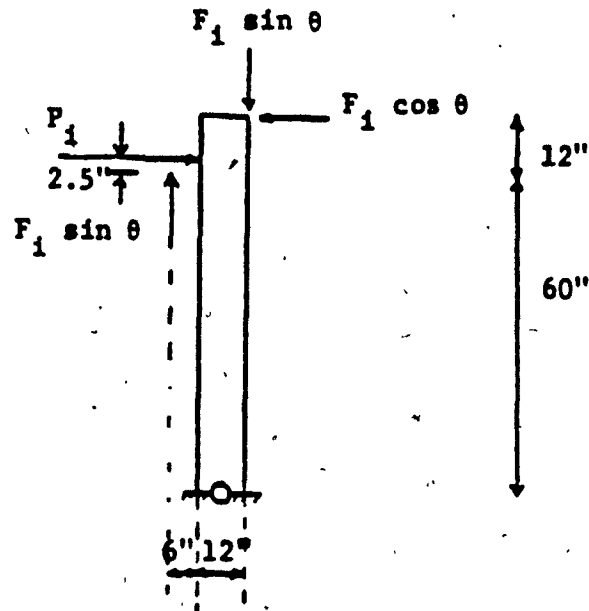 F_i sin θ
F_i cos θ
P_i
12"
2.5"
F_i sin θ
60"
6" 12"